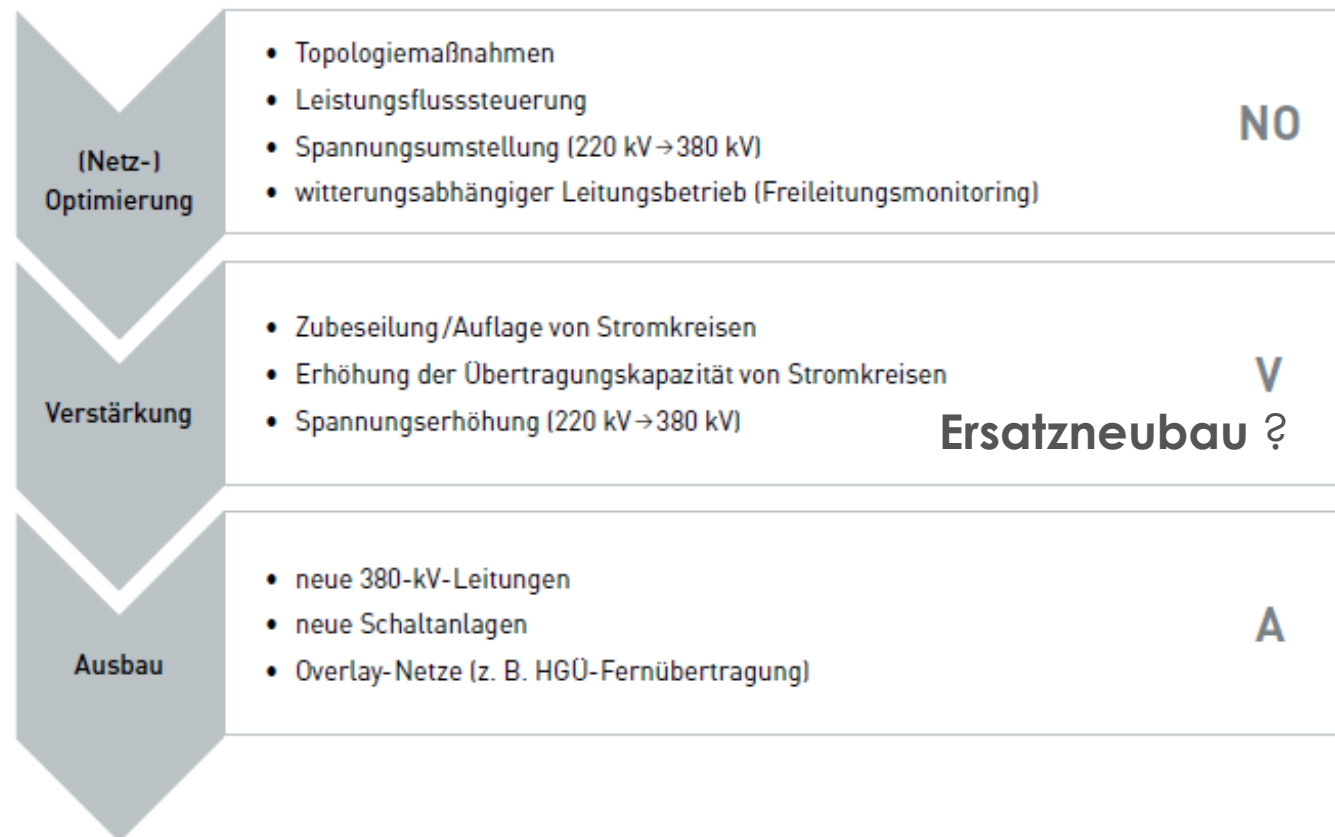 (Netz-)
Optimierung
• Topologiemaßnahmen
• Leistungsflusssteuerung
• Spannungsumstellung (220 kV→380 kV)
• witterungsabhängiger Leitungsbetrieb (Freileitungsmonitoring)
NO
Verstärkung
• Zubeseilung/Auflage von Stromkreisen
• Erhöhung der Übertragungskapazität von Stromkreisen
• Spannungserhöhung (220 kV→380 kV)
V
Ersatzneubau ?
Ausbau
• neue 380-kV-Leitungen
• neue Schaltanlagen
• Overlay-Netze (z. B. HGÜ-Fernübertragung)
A